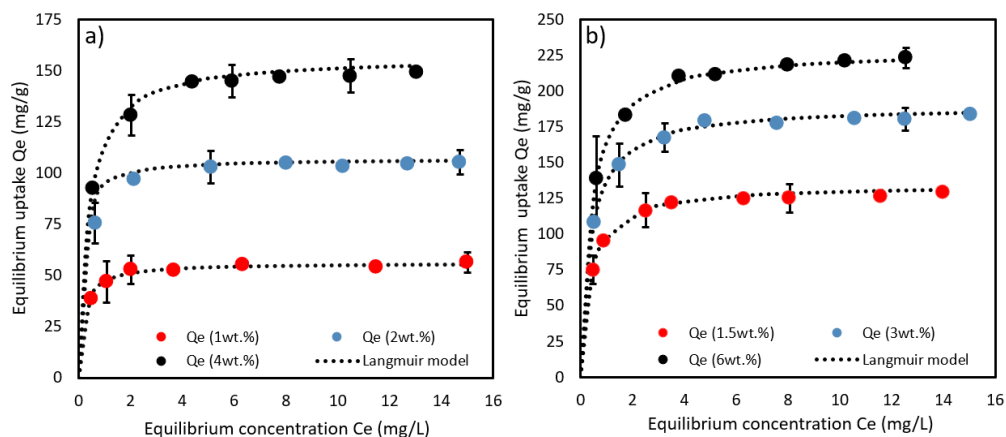 a)
Equilibrium uptake Qe (mg/g)
175
150
125
100
75
50
25
0
0 2 4 6 8 10 12 14 16
Qe (1wt.%) Qe (2wt.%)
Qe (4wt.%) Langmuir model
Equilibrium concentration Ce (mg/L)
b)
Equilibrium uptake Qe (mg/g)
250
225
200
175
150
125
100
75
50
25
0
0 2 4 6 8 10 12 14 16
Qe (1.5wt.%) Qe (3wt.%)
Qe (6wt.%) Langmuir model
Equilibrium concentration Ce (mg/L)